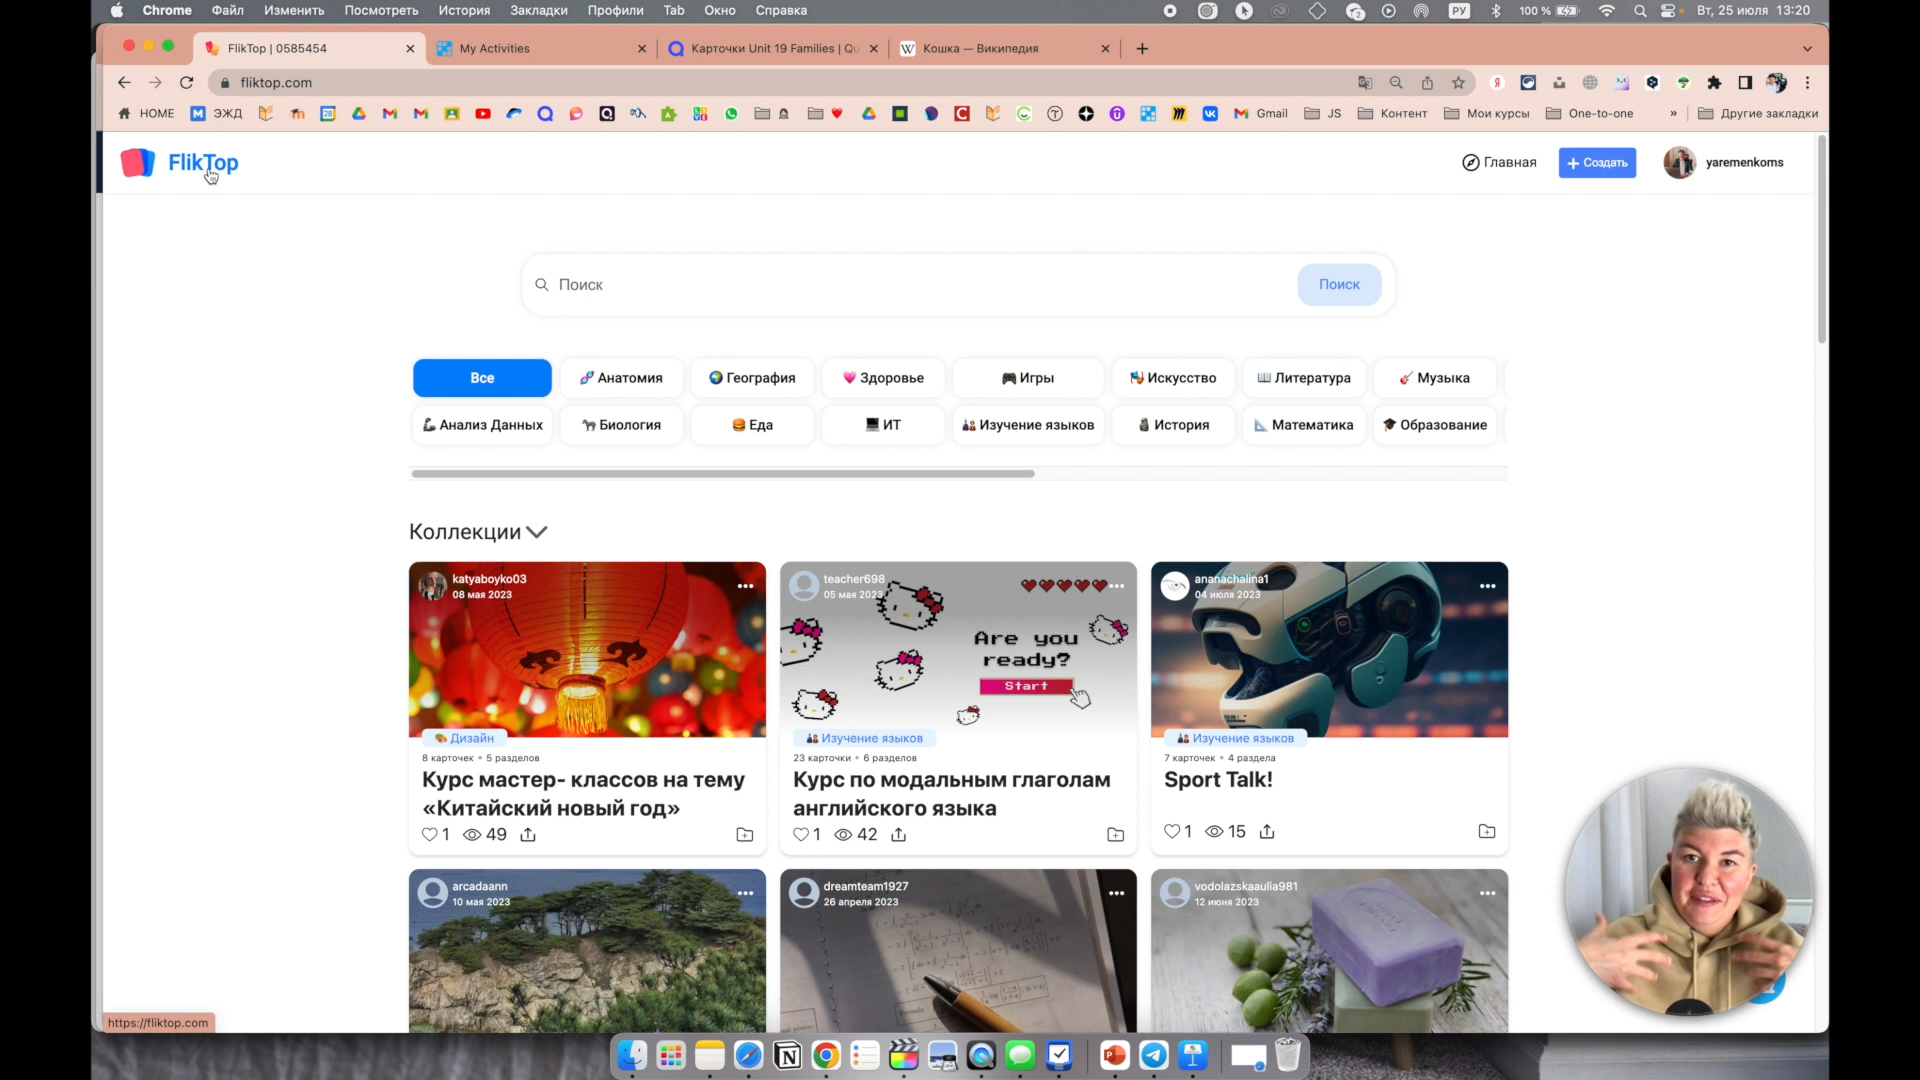 Chrome Файл Изменить Посмотреть История Закладки Профили Tab Окно Справка РУ 100 % Вт, 25 июля 13:20
FlikTop | 0585454 My Activities Карточки Unit 19 Families | Qu Кошка — Википедия
fliktop.com
HOME ЭЖД Gmail JS Контент Мои курсы One-to-one » Другие закладки
FlikTop Главная + Создать yaremenkoms
Поиск Поиск
Все Анатомия География Здоровье Игры Искусство Литература Музыка
Анализ Данных Биология Еда ИТ Изучение языков История Математика Образование
Коллекции
katyaboyko03
08 мая 2023
Дизайн
8 карточек • 5 разделов
Курс мастер- классов на тему
«Китайский новый год»
1 49
teacher698
05 мая 2023
Are you
ready?
Start
Изучение языков
23 карточки • 6 разделов
Курс по модальным глаголам
английского языка
1 42
ananachalina1
04 июля 2023
Изучение языков
7 карточек • 4 раздела
Sport Talk!
1 15
arcadaann
10 мая 2023
dreamteam1927
26 апреля 2023
vodolazskaaulia981
12 июня 2023
https://fliktop.com